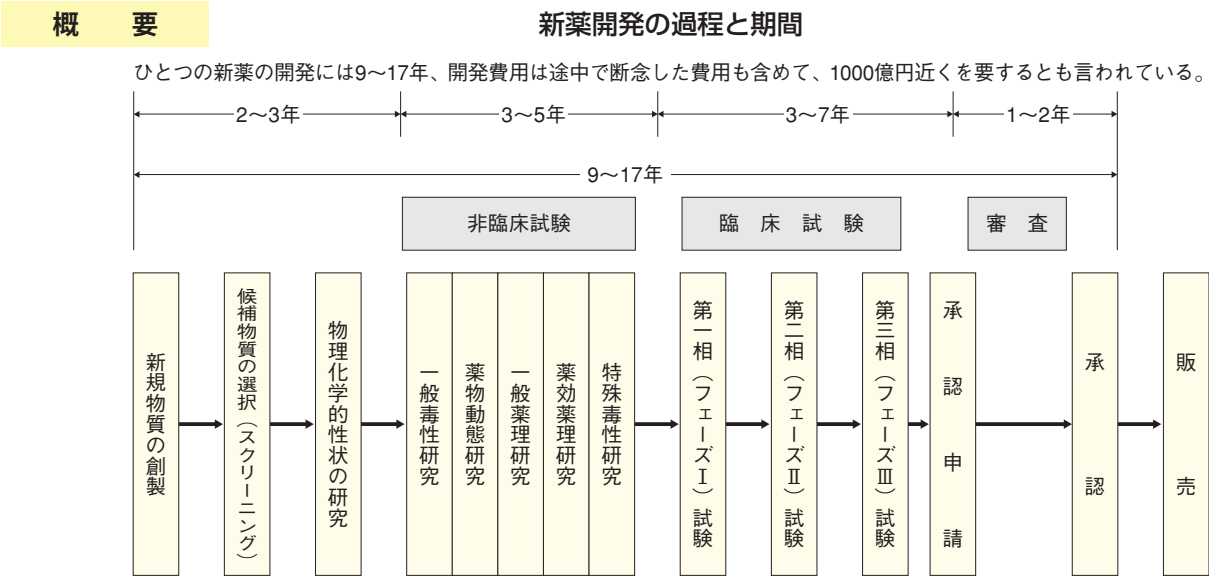 概　要
新薬開発の過程と期間
ひとつの新薬の開発には9〜17年、開発費用は途中で断念した費用も含めて、1000億円近くを要するとも言われている。
2〜3年
3〜5年
3〜7年
1〜2年
9〜17年
非臨床試験
臨床試験
審査
新規物質の創製
候補物質の選択（スクリーニング）
物理化学的性状の研究
一般毒性研究
薬物動態研究
一般薬理研究
薬効薬理研究
特殊毒性研究
第一相（フェーズⅠ）試験
第二相（フェーズⅡ）試験
第三相（フェーズⅢ）試験
承認申請
承認
販売